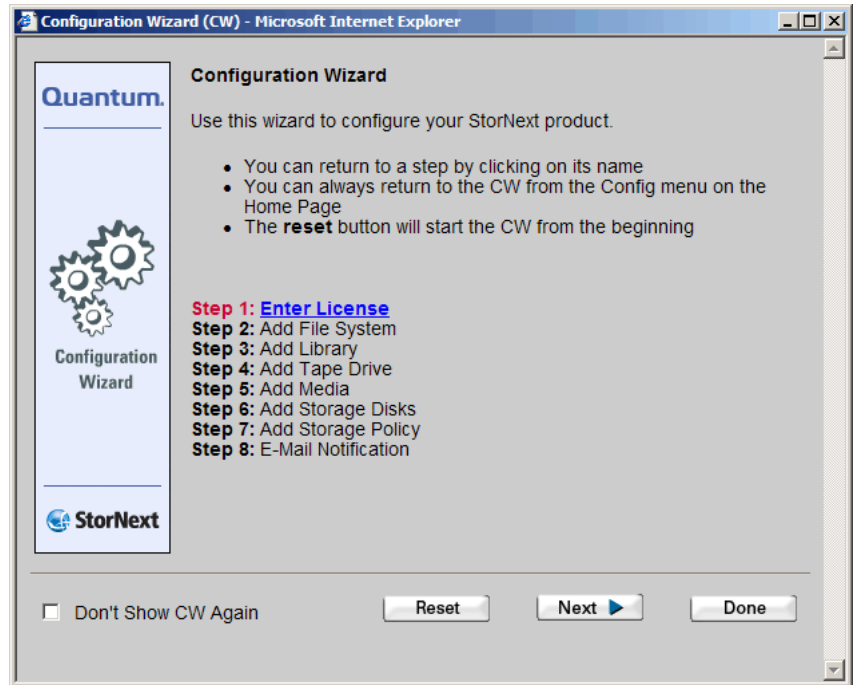 Configuration Wizard (CW) - Microsoft Internet Explorer
Quantum.
Configuration
Wizard
StorNext
Configuration Wizard
Use this wizard to configure your StorNext product.
• You can return to a step by clicking on its name
• You can always return to the CW from the Config menu on the
Home Page
• The reset button will start the CW from the beginning
Step 1: Enter License
Step 2: Add File System
Step 3: Add Library
Step 4: Add Tape Drive
Step 5: Add Media
Step 6: Add Storage Disks
Step 7: Add Storage Policy
Step 8: E-Mail Notification
Don't Show CW Again
Reset
Next
Done